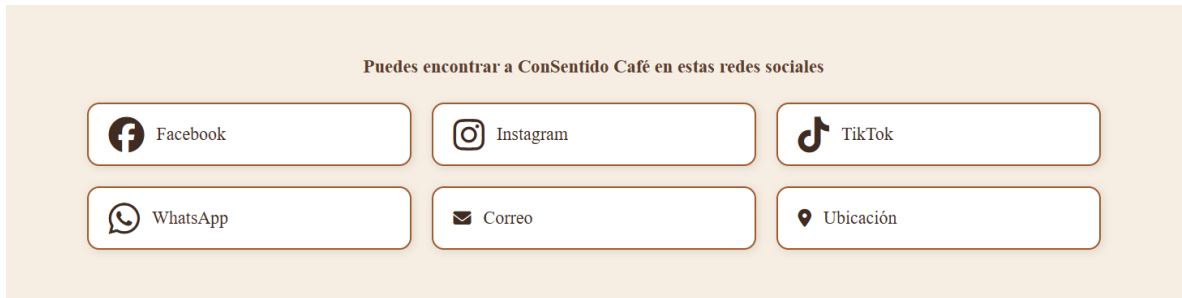 Puedes encontrar a ConSentido Café en estas redes sociales
Facebook
Instagram
TikTok
WhatsApp
Correo
Ubicación